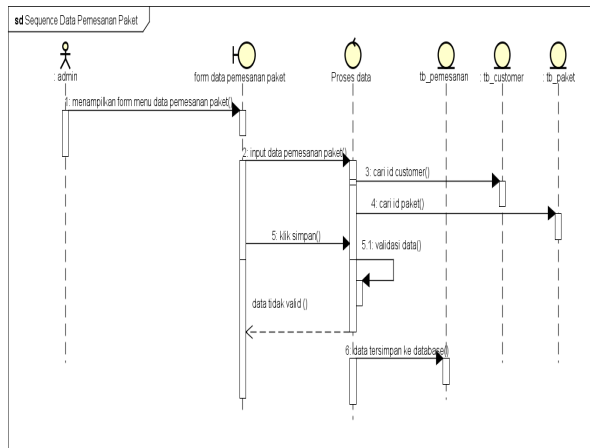 sd Sequence Data Pemesanan Paket
: admin
form data pemesanan paket
Proses data
tb_pemesanan
: tb_customer
: tb_paket
1: menampilkan form menu data pemesanan paket()
2: input data pemesanan paket()
3: cari id customer()
4: cari id paket()
5: klik simpan()
5.1: validasi data()
data tidak valid ()
6: data tersimpan ke database()